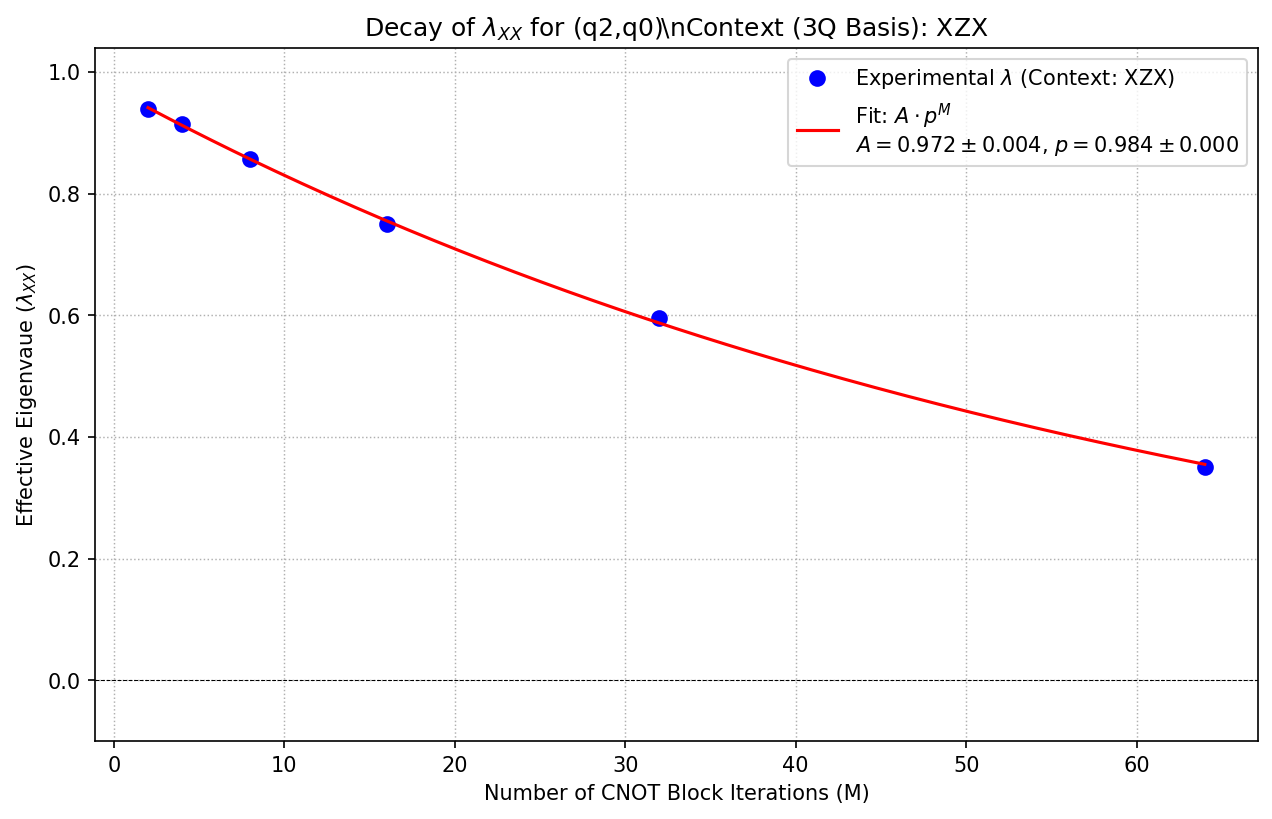 Decay of λ_XX for (q2,q0)\nContext (3Q Basis): XZX
Experimental λ (Context: XZX)
Fit: A · p^M
A = 0.972 ± 0.004, p = 0.984 ± 0.000
Effective Eigenvaue (λ_XX)
1.0
0.8
0.6
0.4
0.2
0.0
0 10 20 30 40 50 60
Number of CNOT Block Iterations (M)